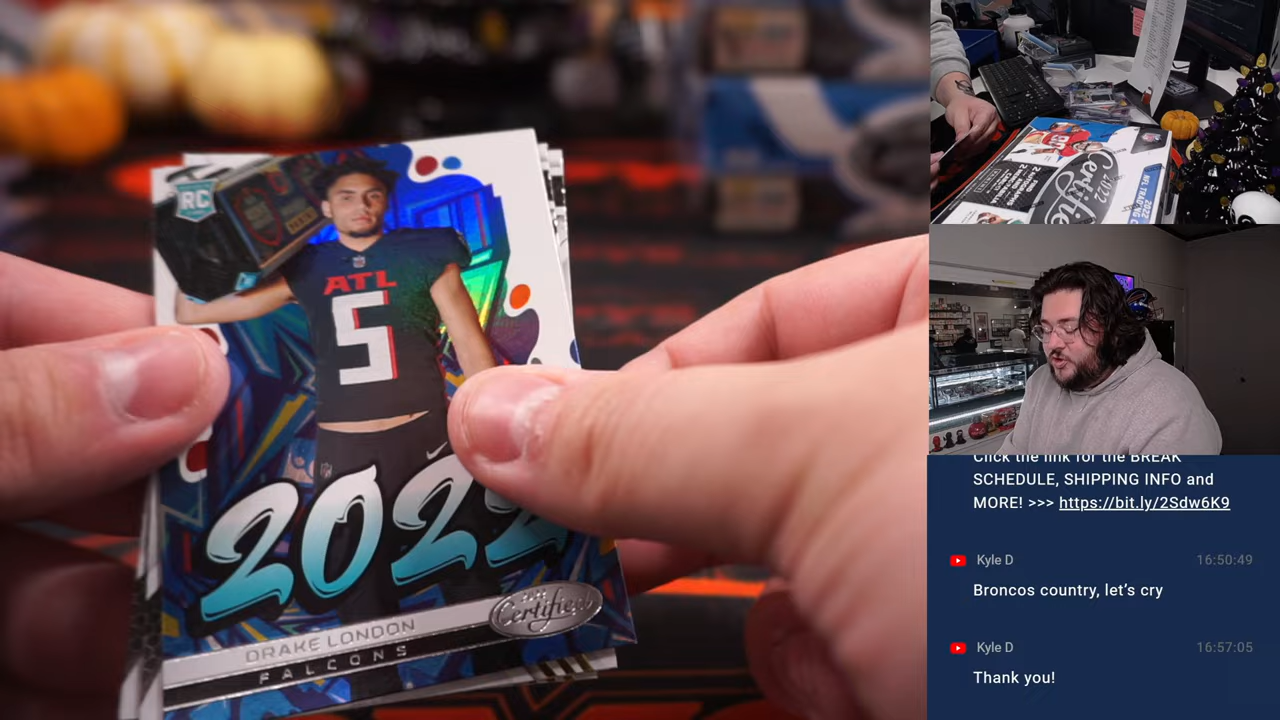 RC
ATL
5
2022
Certified
DRAKE LONDON
FALCONS
2022
Certified
Click the link for the BREAK
SCHEDULE, SHIPPING INFO and
MORE! >>> https://bit.ly/2Sdw6K9
Kyle D
16:50:49
Broncos country, let's cry
Kyle D
16:57:05
Thank you!